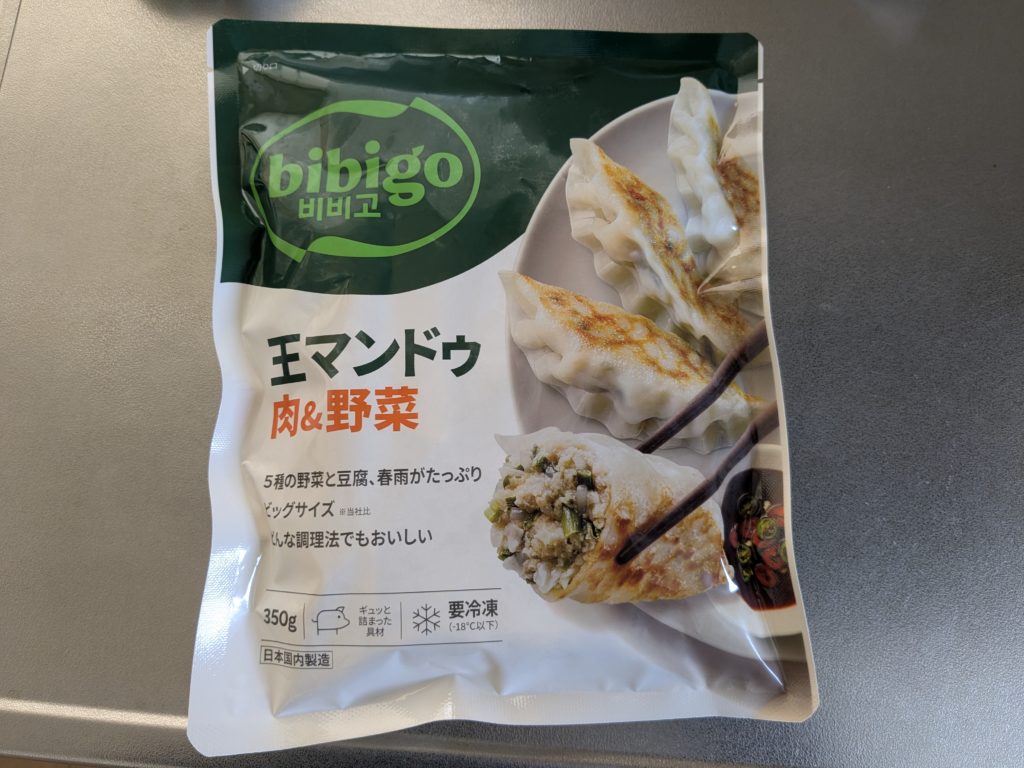 bibigo
비비고
王マンドゥ
肉&野菜
5種の野菜と豆腐、春雨がたっぷり
ビッグサイズ ※当社比
どんな調理法でもおいしい
350g
ギュッと
詰まった
具材
要冷凍
(-18℃以下)
日本国内製造